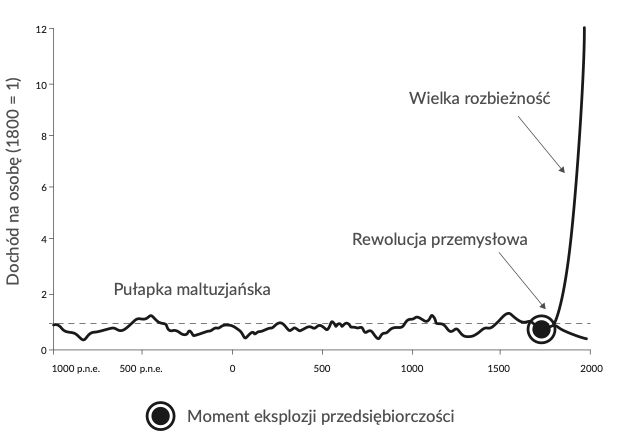 12
10
8
6
4
2
0
Dochód na osobę (1800 = 1)
Wielka rozbieżność
Rewolucja przemysłowa
Pułapka maltuzjańska
1000 p.n.e. 500 p.n.e. 0 500 1000 1500 2000
Moment eksplozji przedsiębiorczości